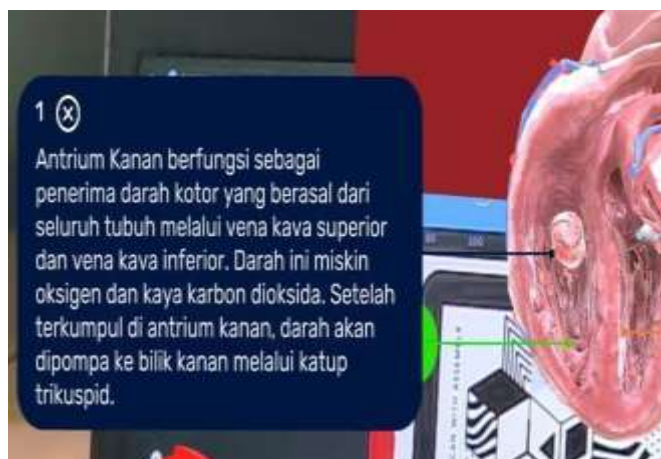 1 ⓧ
Antrium Kanan berfungsi sebagai
penerima darah kotor yang berasal dari
seluruh tubuh melalui vena kava superior
dan vena kava inferior. Darah ini miskin
oksigen dan kaya karbon dioksida. Setelah
terkumpul di antrium kanan, darah akan
dipompa ke bilik kanan melalui katup
trikuspid.